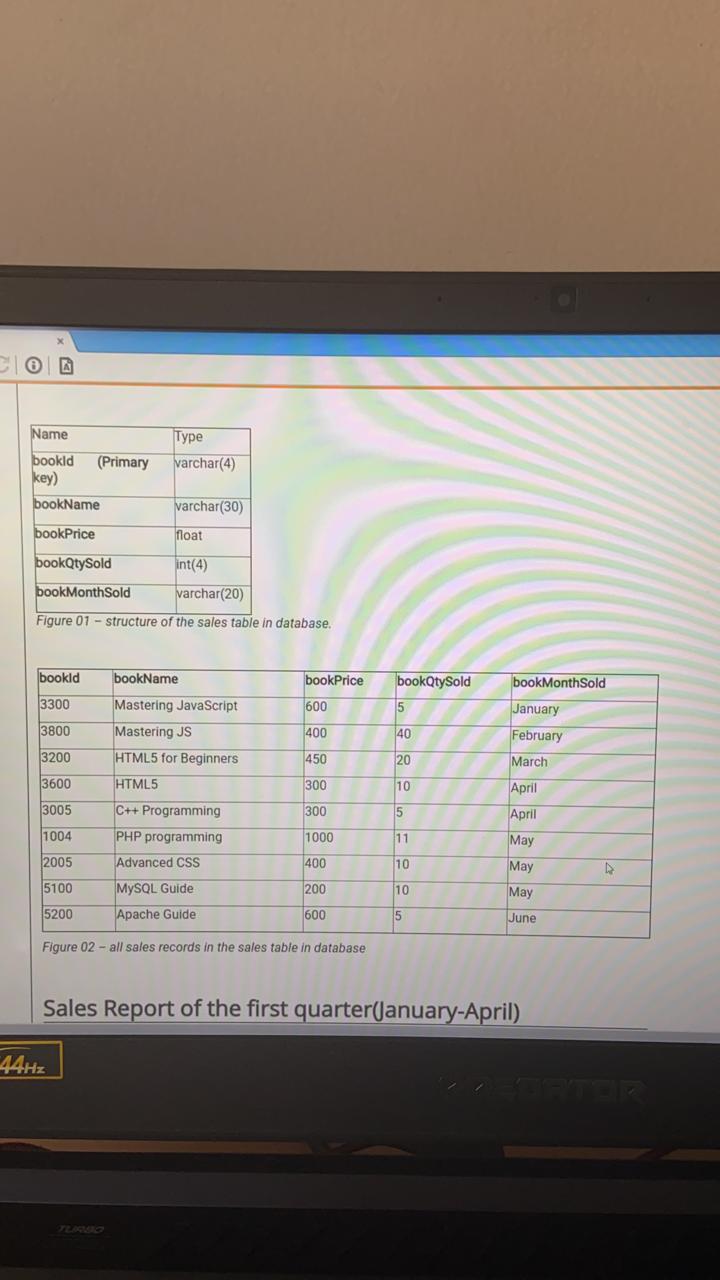 Name Type
bookId (Primary varchar(4)
key)
bookName varchar(30)
bookPrice float
bookQtySold int(4)
bookMonthSold varchar(20)
Figure 01 – structure of the sales table in database.
bookId bookName bookPrice bookQtySold bookMonthSold
3300 Mastering JavaScript 600 5 January
3800 Mastering JS 400 40 February
3200 HTML5 for Beginners 450 20 March
3600 HTML5 300 10 April
3005 C++ Programming 300 5 April
1004 PHP programming 1000 11 May
2005 Advanced CSS 400 10 May
5100 MySQL Guide 200 10 May
5200 Apache Guide 600 5 June
Figure 02 – all sales records in the sales table in database
Sales Report of the first quarter(January-April)
44Hz
PREDATOR
TURBO